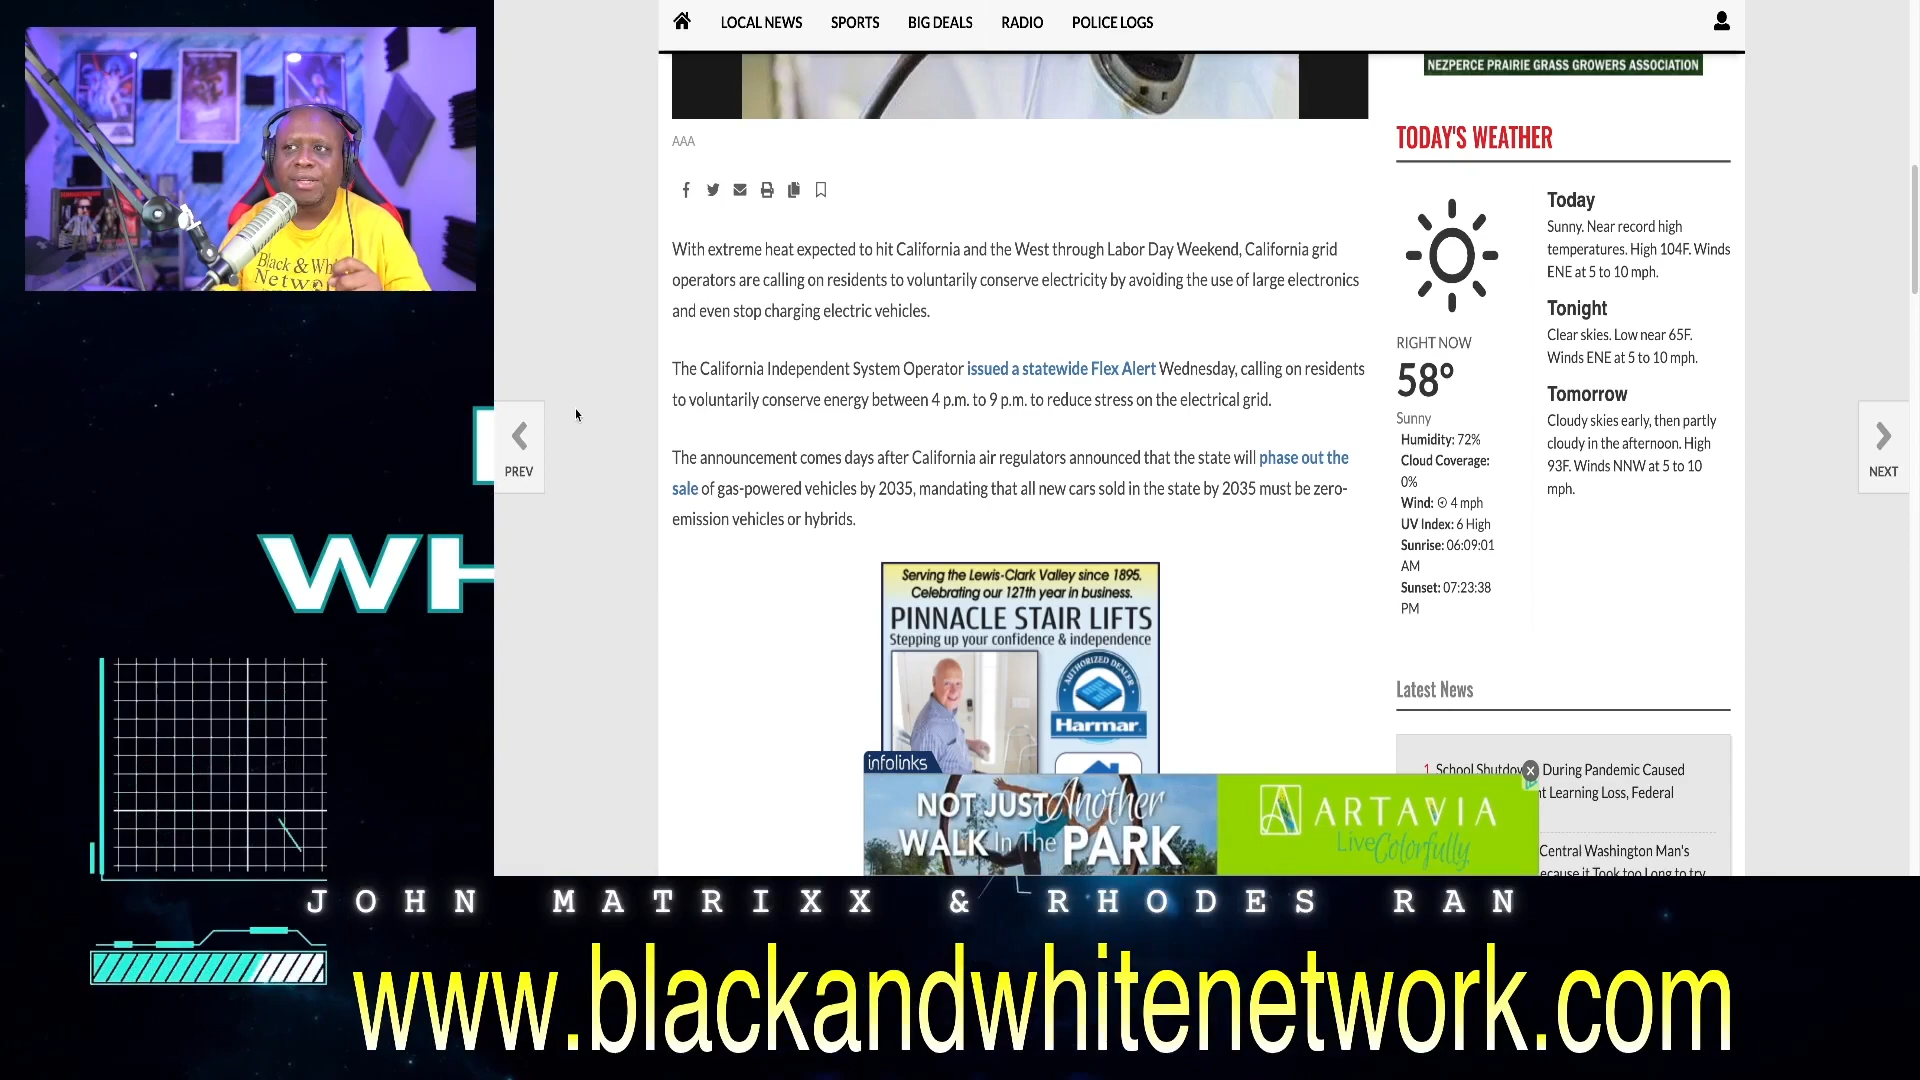 LOCAL NEWS SPORTS BIG DEALS RADIO POLICE LOGS
NEZPERCE PRAIRIE GRASS GROWERS ASSOCIATION
AAA
With extreme heat expected to hit California and the West through Labor Day Weekend, California grid
operators are calling on residents to voluntarily conserve electricity by avoiding the use of large electronics
and even stop charging electric vehicles.
The California Independent System Operator issued a statewide Flex Alert Wednesday, calling on residents
to voluntarily conserve energy between 4 p.m. to 9 p.m. to reduce stress on the electrical grid.
The announcement comes days after California air regulators announced that the state will phase out the
sale of gas-powered vehicles by 2035, mandating that all new cars sold in the state by 2035 must be zero-
emission vehicles or hybrids.
PREV
NEXT
TODAY'S WEATHER
RIGHT NOW
58°
Sunny
Humidity: 72%
Cloud Coverage:
0%
Wind: 4 mph
UV Index: 6 High
Sunrise: 06:09:01
AM
Sunset: 07:23:38
PM
Today
Sunny. Near record high
temperatures. High 104F. Winds
ENE at 5 to 10 mph.
Tonight
Clear skies. Low near 65F.
Winds ENE at 5 to 10 mph.
Tomorrow
Cloudy skies early, then partly
cloudy in the afternoon. High
93F. Winds NNW at 5 to 10
mph.
Latest News
1. School Shutdow During Pandemic Caused
nt Learning Loss, Federal
Central Washington Man's
ecause it Took too Long to try
Serving the Lewis-Clark Valley since 1895.
Celebrating our 127th year in business.
PINNACLE STAIR LIFTS
Stepping up your confidence & independence
AUTHORIZED DEALER
Harmar
infolinks
NOT JUST Another
WALK In The PARK
ARTAVIA
Live Colorfully
Black & Whi
Networ
WH
JOHN MATRIXX & RHODES RAN
www.blackandwhitenetwork.com